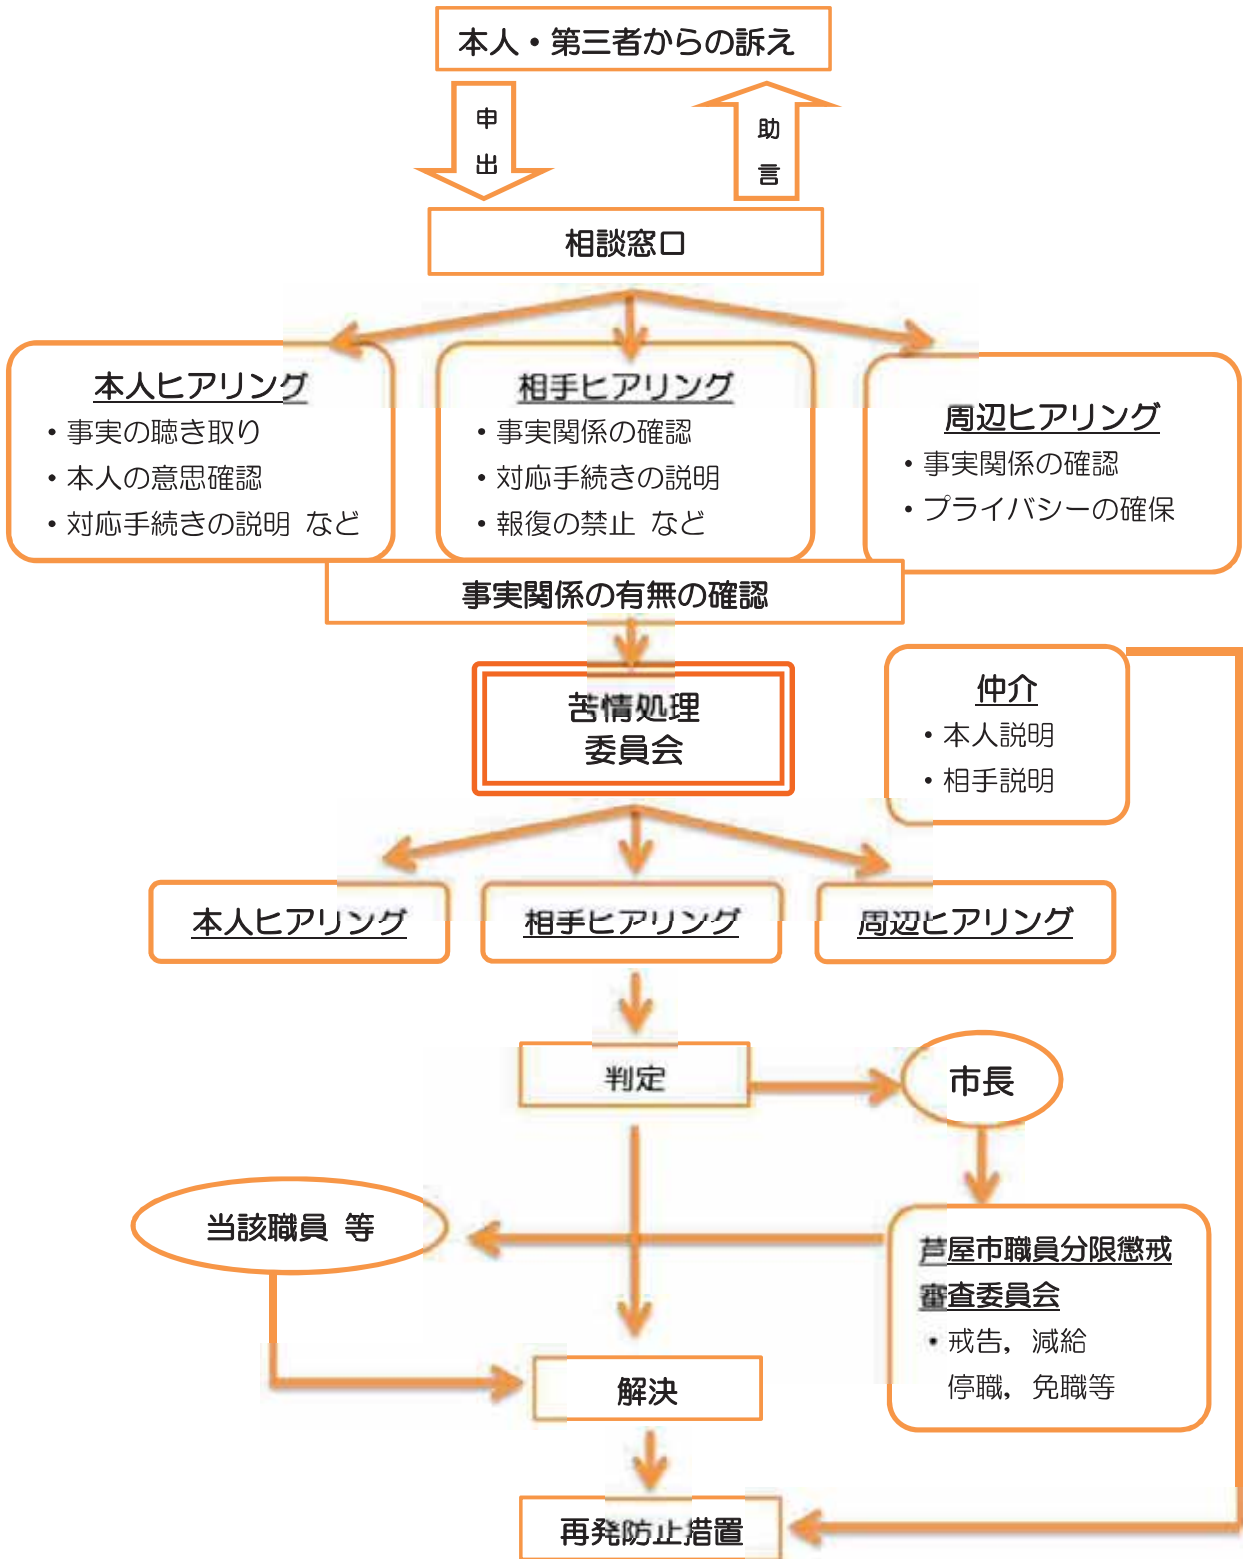 本人・第三者からの訴え
申出
助言
相談窓口
本人ヒアリング
・事実の聴き取り
・本人の意思確認
・対応手続きの説明 など
相手ヒアリング
・事実関係の確認
・対応手続きの説明
・報復の禁止 など
周辺ヒアリング
・事実関係の確認
・プライバシーの確保
事実関係の有無の確認
苦情処理
委員会
仲介
・本人説明
・相手説明
本人ヒアリング
相手ヒアリング
周辺ヒアリング
判定
市長
当該職員 等
芦屋市職員分限懲戒
審査委員会
・戒告，減給
停職，免職等
解決
再発防止措置